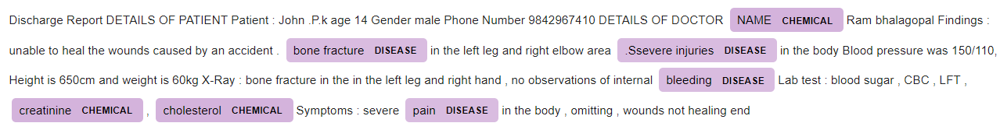 Discharge Report DETAILS OF PATIENT Patient : John .P.k age 14 Gender male Phone Number 9842967410 DETAILS OF DOCTOR NAME CHEMICAL Ram bhalagopal Findings :
unable to heal the wounds caused by an accident . bone fracture DISEASE in the left leg and right elbow area .Ssevere injuries DISEASE in the body Blood pressure was 150/110,
Height is 650cm and weight is 60kg X-Ray : bone fracture in the in the left leg and right hand , no observations of internal bleeding DISEASE Lab test : blood sugar , CBC , LFT ,
creatinine CHEMICAL , cholesterol CHEMICAL Symptoms : severe pain DISEASE in the body , omitting , wounds not healing end